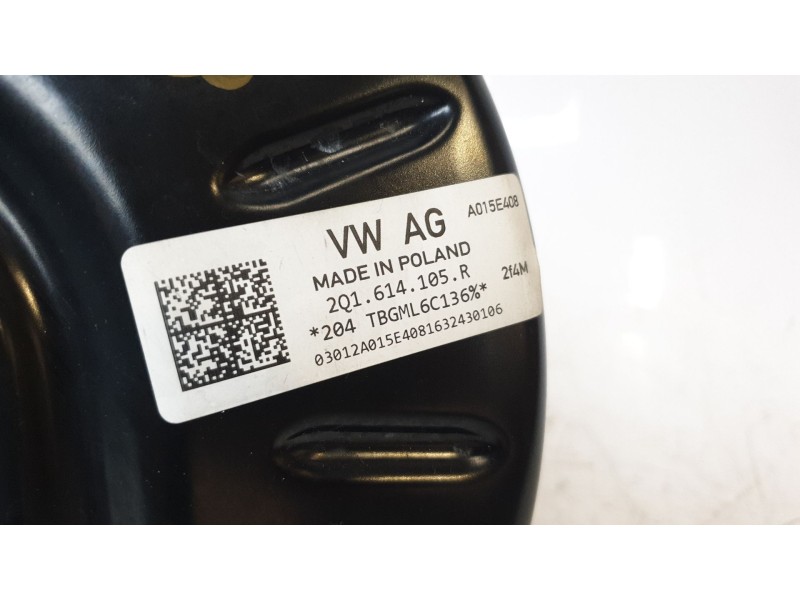 A015E408
VW AG
MADE IN POLAND
2Q1.614.105.R 2f4M
*204 TBGML6C136%*
03012A015E4081632430106